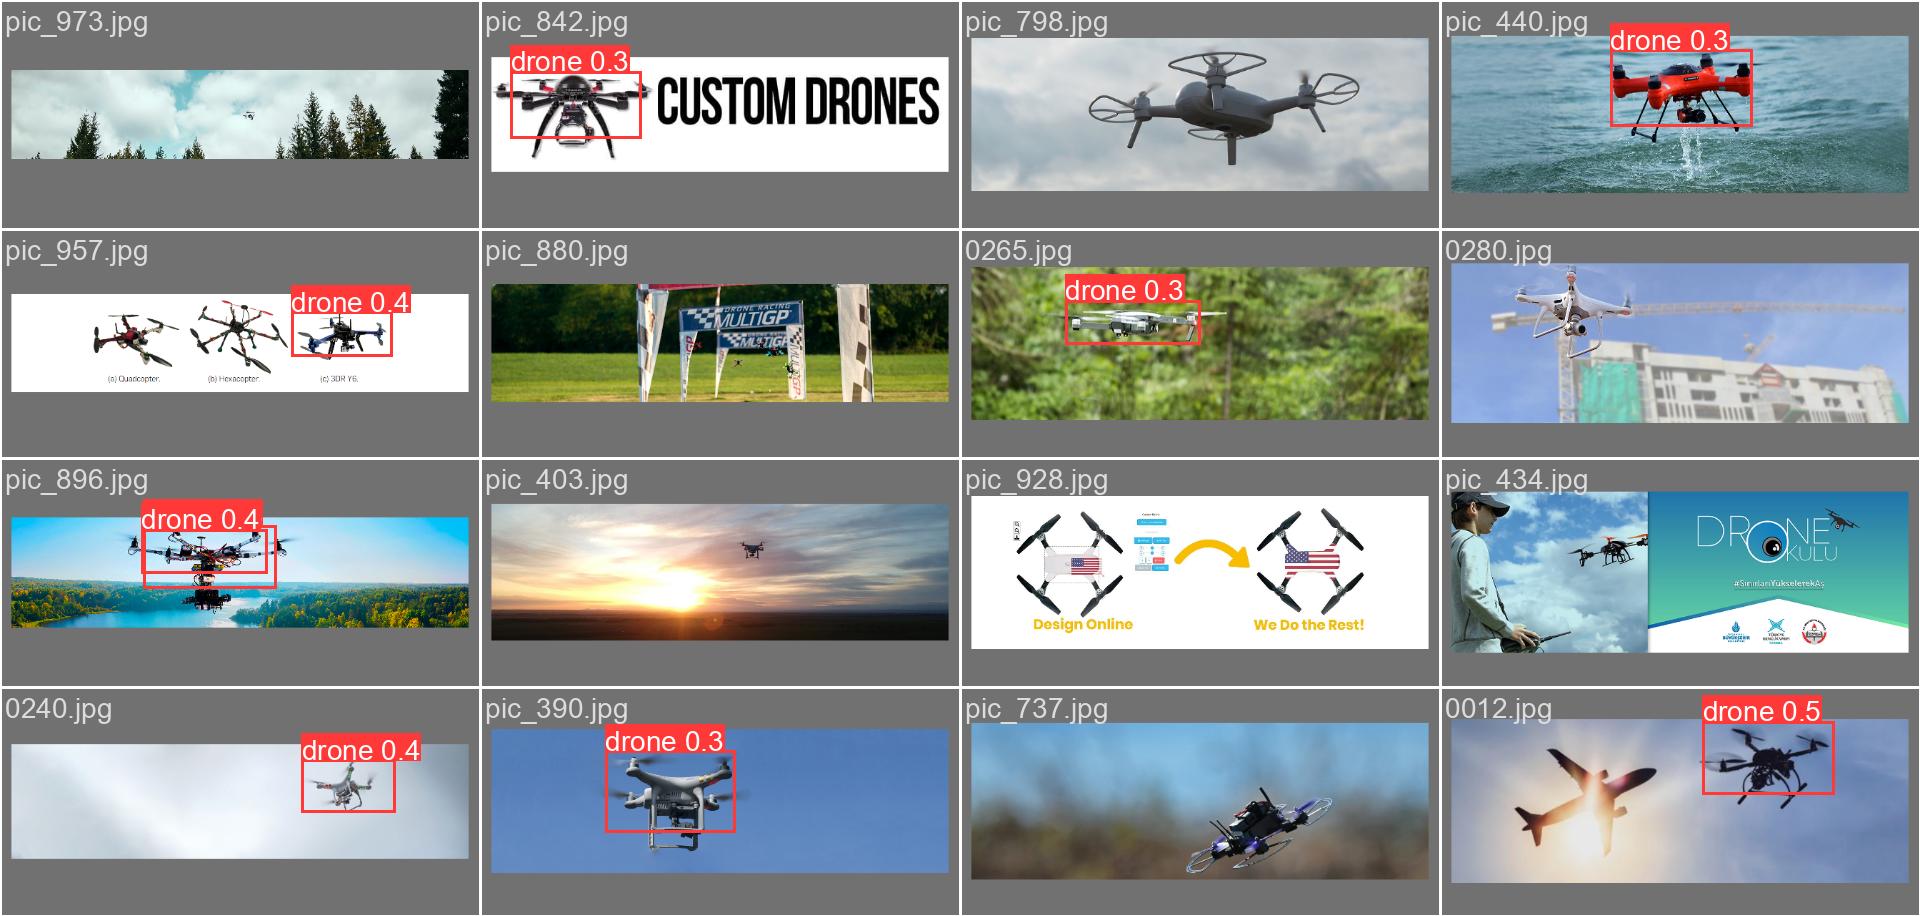 pic_973.jpg
pic_842.jpg
drone 0.3
CUSTOM DRONES
pic_798.jpg
pic_440.jpg
drone 0.3
pic_957.jpg
drone 0.4
(a) Quadcopter.
(b) Hexacopter.
(c) 3DR Y6.
pic_880.jpg
DRONE RACING
MULTIGP
MULTIGP
MULTIGP
0265.jpg
drone 0.3
0280.jpg
pic_896.jpg
drone 0.4
pic_403.jpg
pic_928.jpg
Design Online
We Do the Rest!
pic_434.jpg
DRONE
OKULU
#SınırlarıYükselerekAş
0240.jpg
drone 0.4
pic_390.jpg
drone 0.3
pic_737.jpg
0012.jpg
drone 0.5